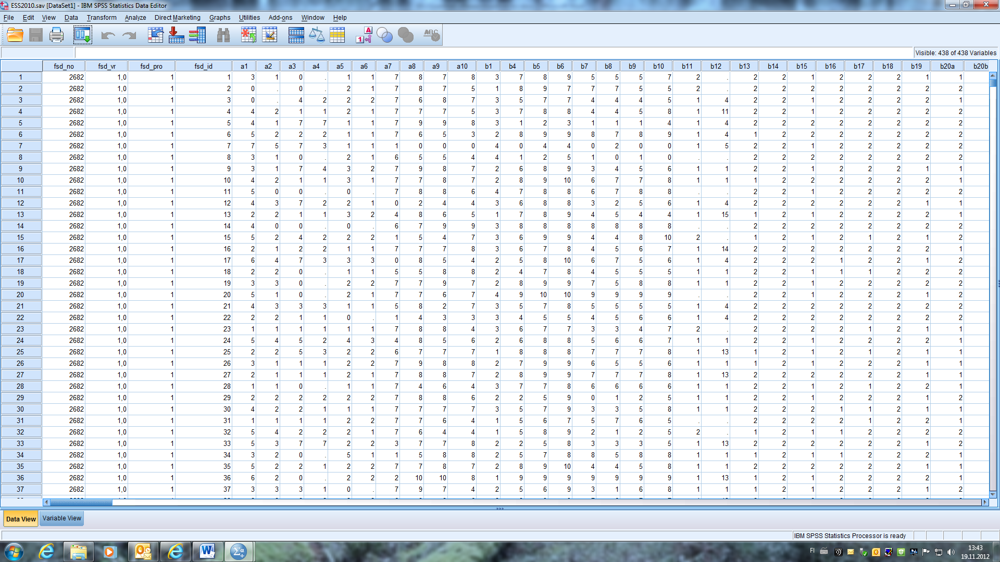 ESS2010.sav [DataSet1] - IBM SPSS Statistics Data Editor
File Edit View Data Transform Analyze Direct Marketing Graphs Utilities Add-ons Window Help
Visible: 438 of 438 Variables
fsd_no fsd_vr fsd_pro fsd_id a1 a2 a3 a4 a5 a6 a7 a8 a9 a10 b1 b4 b5 b6 b7 b8 b9 b10 b11 b12 b13 b14 b15 b16 b17 b18 b19 b20a b20b
1 2682 1,0 1 1 3 1 0 . 1 1 7 8 7 8 3 7 8 9 5 5 5 7 2 . 2 2 1 2 2 2 1 1
2 2682 1,0 1 2 0 . 0 . 2 1 7 8 7 5 1 8 9 7 7 7 5 5 2 . 2 2 2 2 2 2 2 2
3 2682 1,0 1 3 0 . 4 2 2 2 7 6 8 7 3 5 7 7 4 4 4 5 1 4 2 2 2 2 2 2 2 1
4 2682 1,0 1 4 4 2 1 1 2 1 7 7 7 5 3 7 8 8 4 4 5 8 1 11 2 2 1 2 2 2 2 2
5 2682 1,0 1 5 4 1 7 7 1 1 7 9 9 8 3 1 2 3 1 1 1 4 1 4 2 2 2 2 2 2 2 2
6 2682 1,0 1 6 5 2 2 2 1 1 7 6 5 3 2 8 9 9 8 7 8 9 1 4 1 2 2 2 2 2 2 2
7 2682 1,0 1 7 7 5 7 3 1 1 1 0 0 0 4 0 4 4 0 2 0 0 1 5 2 2 1 2 2 2 2 2
8 2682 1,0 1 8 3 1 0 . 2 1 6 5 5 4 4 1 2 5 1 0 1 0 . . 2 2 2 2 2 2 2 2
9 2682 1,0 1 9 3 1 7 4 3 2 7 9 8 7 2 6 8 9 3 4 5 6 1 1 2 2 1 2 2 2 1 1
10 2682 1,0 1 10 4 2 1 1 3 1 7 7 8 7 2 8 9 10 6 7 7 8 1 1 1 2 2 2 2 2 2 1
11 2682 1,0 1 11 5 0 0 . 0 . 7 8 8 6 4 7 8 8 6 7 8 8 . . 2 2 1 2 2 2 2 2
12 2682 1,0 1 12 4 3 7 2 2 1 0 2 4 4 3 6 8 8 3 2 5 6 1 4 2 2 2 2 2 2 1 1
13 2682 1,0 1 13 2 2 1 1 3 2 4 8 6 5 1 7 8 9 4 5 4 4 1 15 1 2 1 2 2 2 2 1
14 2682 1,0 1 14 4 0 0 . 0 . 6 7 9 9 3 8 8 8 8 8 8 8 . . 2 2 2 2 2 2 2 2
15 2682 1,0 1 15 5 2 4 2 2 2 1 5 4 7 3 6 9 9 4 4 8 10 2 . 1 2 1 2 1 2 1 2
16 2682 1,0 1 16 2 1 2 2 1 1 7 7 7 8 3 6 7 8 4 5 6 7 1 14 2 2 2 2 2 2 2 1
17 2682 1,0 1 17 6 4 7 3 3 3 0 8 5 4 2 5 8 10 6 7 5 6 1 4 2 2 2 1 2 2 1 2
18 2682 1,0 1 18 2 2 0 . 1 1 5 5 8 8 2 4 7 8 4 5 5 5 1 1 2 2 1 1 1 2 2 2
19 2682 1,0 1 19 3 3 0 . 2 2 7 7 9 7 2 8 9 9 7 5 8 8 1 1 2 2 1 2 2 2 2 2
20 2682 1,0 1 20 5 1 0 . 2 1 7 7 6 7 4 9 10 10 9 9 9 9 . . 2 2 1 2 2 2 1 2
21 2682 1,0 1 21 4 3 3 3 1 1 5 8 2 7 3 5 7 8 5 5 5 5 1 4 2 2 2 2 2 2 2 2
22 2682 1,0 1 22 2 2 1 1 0 . 1 4 3 3 3 4 5 5 4 5 6 6 1 4 2 2 2 2 2 2 2 2
23 2682 1,0 1 23 1 1 1 1 1 1 7 8 8 4 3 6 7 7 3 3 4 7 2 . 2 2 2 2 1 2 1 1
24 2682 1,0 1 24 5 4 5 2 4 3 4 8 5 6 2 6 8 8 5 6 6 7 1 1 2 2 1 2 2 2 2 1
25 2682 1,0 1 25 2 2 5 3 2 2 6 7 7 7 1 8 8 8 7 7 7 8 1 13 1 2 1 2 1 2 1 2
26 2682 1,0 1 26 3 1 1 1 2 2 7 9 8 8 2 7 9 9 6 5 5 6 1 1 1 2 1 2 2 2 1 1
27 2682 1,0 1 27 2 1 1 1 2 1 7 8 8 7 2 8 9 9 7 7 7 8 1 13 2 2 2 2 2 2 1 1
28 2682 1,0 1 28 1 1 0 . 1 1 7 4 6 4 3 7 7 8 6 6 6 6 1 1 2 2 1 2 1 2 2 1
29 2682 1,0 1 29 2 2 2 2 2 2 7 8 8 6 2 2 5 9 0 1 2 5 1 1 2 2 1 2 2 2 1 2
30 2682 1,0 1 30 4 2 2 1 1 1 7 7 7 7 3 5 7 9 3 3 5 8 1 1 2 2 2 1 1 2 1 1
31 2682 1,0 1 31 1 1 1 1 2 2 7 7 6 4 1 5 6 7 5 7 6 5 . . 2 2 2 2 1 2 2 1
32 2682 1,0 1 32 5 4 2 2 2 1 7 6 4 4 1 5 8 9 2 1 2 5 2 . 1 2 1 1 2 2 2 2
33 2682 1,0 1 33 5 3 7 7 2 2 3 7 7 8 2 2 5 8 3 3 3 5 1 13 2 2 2 2 2 2 1 2
34 2682 1,0 1 34 3 2 0 . 5 1 1 5 8 8 2 5 7 8 8 5 8 8 1 1 1 2 1 1 2 2 2 2
35 2682 1,0 1 35 5 2 2 1 2 2 7 7 8 7 2 8 9 10 4 4 5 8 1 1 2 2 2 2 2 2 1 1
36 2682 1,0 1 36 6 2 0 . 2 2 2 10 10 8 1 9 9 9 9 9 9 9 1 13 1 2 1 2 2 2 2 1
37 2682 1,0 1 37 3 3 3 1 0 . 7 9 7 4 2 5 6 9 3 1 6 8 1 1 1 2 1 2 2 2 1 2
Data View Variable View
IBM SPSS Statistics Processor is ready
FI
13:43
19.11.2012